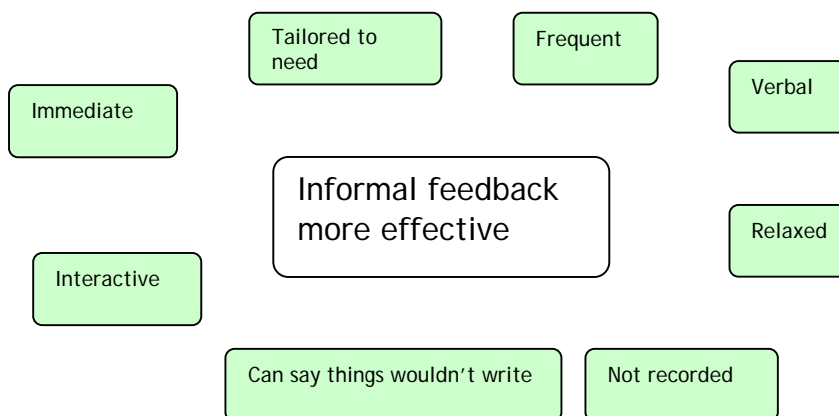 Tailored to
need
Frequent
Verbal
Immediate
Informal feedback
more effective
Relaxed
Interactive
Can say things wouldn't write
Not recorded